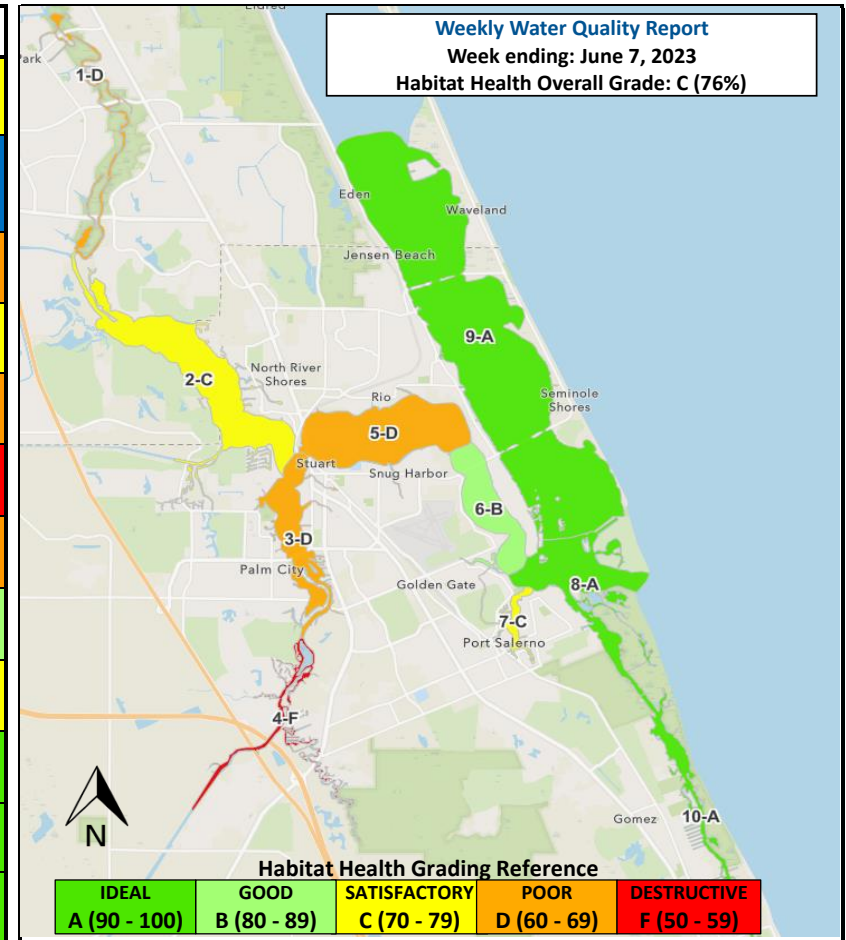 Weekly Water Quality Report
Week ending: June 7, 2023
Habitat Health Overall Grade: C (76%)
Park
1-D
Eden
Waveland
Jensen Beach
9-A
2-C
North River
Shores
Seminole
Shores
Rio
5-D
Stuart
Snug Harbor
6-B
3-D
Palm City
Golden Gate
8-A
7-C
Port Salerno
4-F
N
Gomez
10-A
Habitat Health Grading Reference
IDEAL GOOD SATISFACTORY POOR DESTRUCTIVE
A (90 - 100) B (80 - 89) C (70 - 79) D (60 - 69) F (50 - 59)